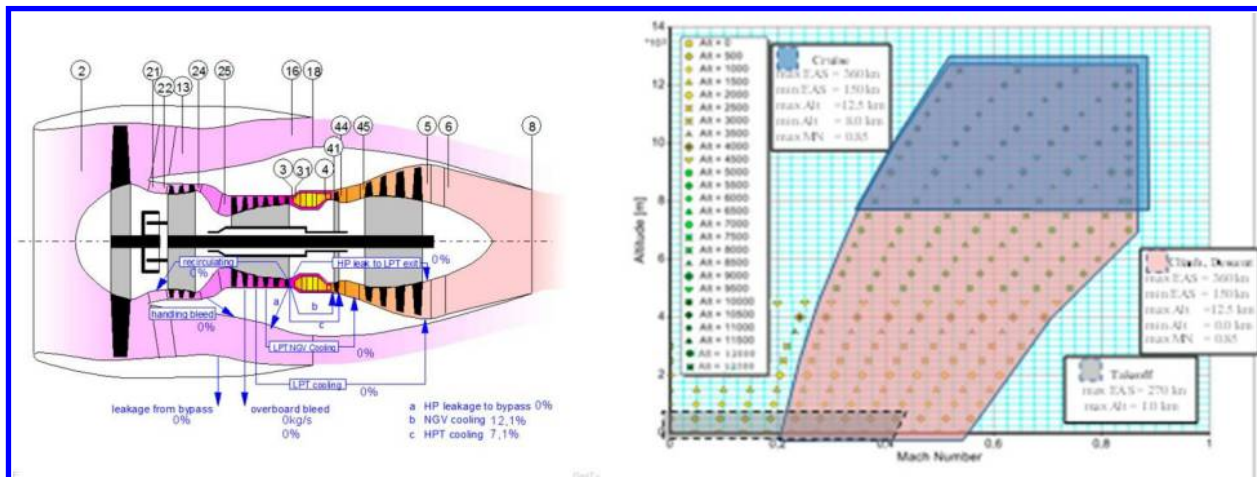 2
21
22
13
24
25
16
18
44
45
41
5
6
8
3
31
4
recirculating
0%
HP leak to LPT exit
0%
handling bleed
0%
a
b
c
LPT NGV Cooling
0%
LPT cooling
0%
leakage from bypass
0%
overboard bleed
0kg/s
0%
a HP leakage to bypass 0%
b NGV cooling 12,1%
c HPT cooling 7,1%
14
12
10
8
6
4
2
0
Altitude [m]
Alt = 0
Alt = 500
Alt = 1000
Alt = 1500
Alt = 2000
Alt = 2500
Alt = 3000
Alt = 3500
Alt = 4000
Alt = 4500
Alt = 5000
Alt = 5500
Alt = 6000
Alt = 6500
Alt = 7000
Alt = 7500
Alt = 8000
Alt = 8500
Alt = 9000
Alt = 9500
Alt = 10000
Alt = 10500
Alt = 11000
Alt = 11500
Alt = 12000
Cruise
max EAS = 360 kn
min EAS = 150 kn
max Alt =12.5 km
min Alt = 8.0 km
max MN = 0.85
Climb, Descent
max EAS = 360
min EAS = 150
max Alt =12.5 km
min Alt = 0.0 km
max MN = 0.85
Takeoff
max EAS = 270 kn
max Alt = 1.0 km
0.2
0.4
0.6
0.8
1
Mach Number